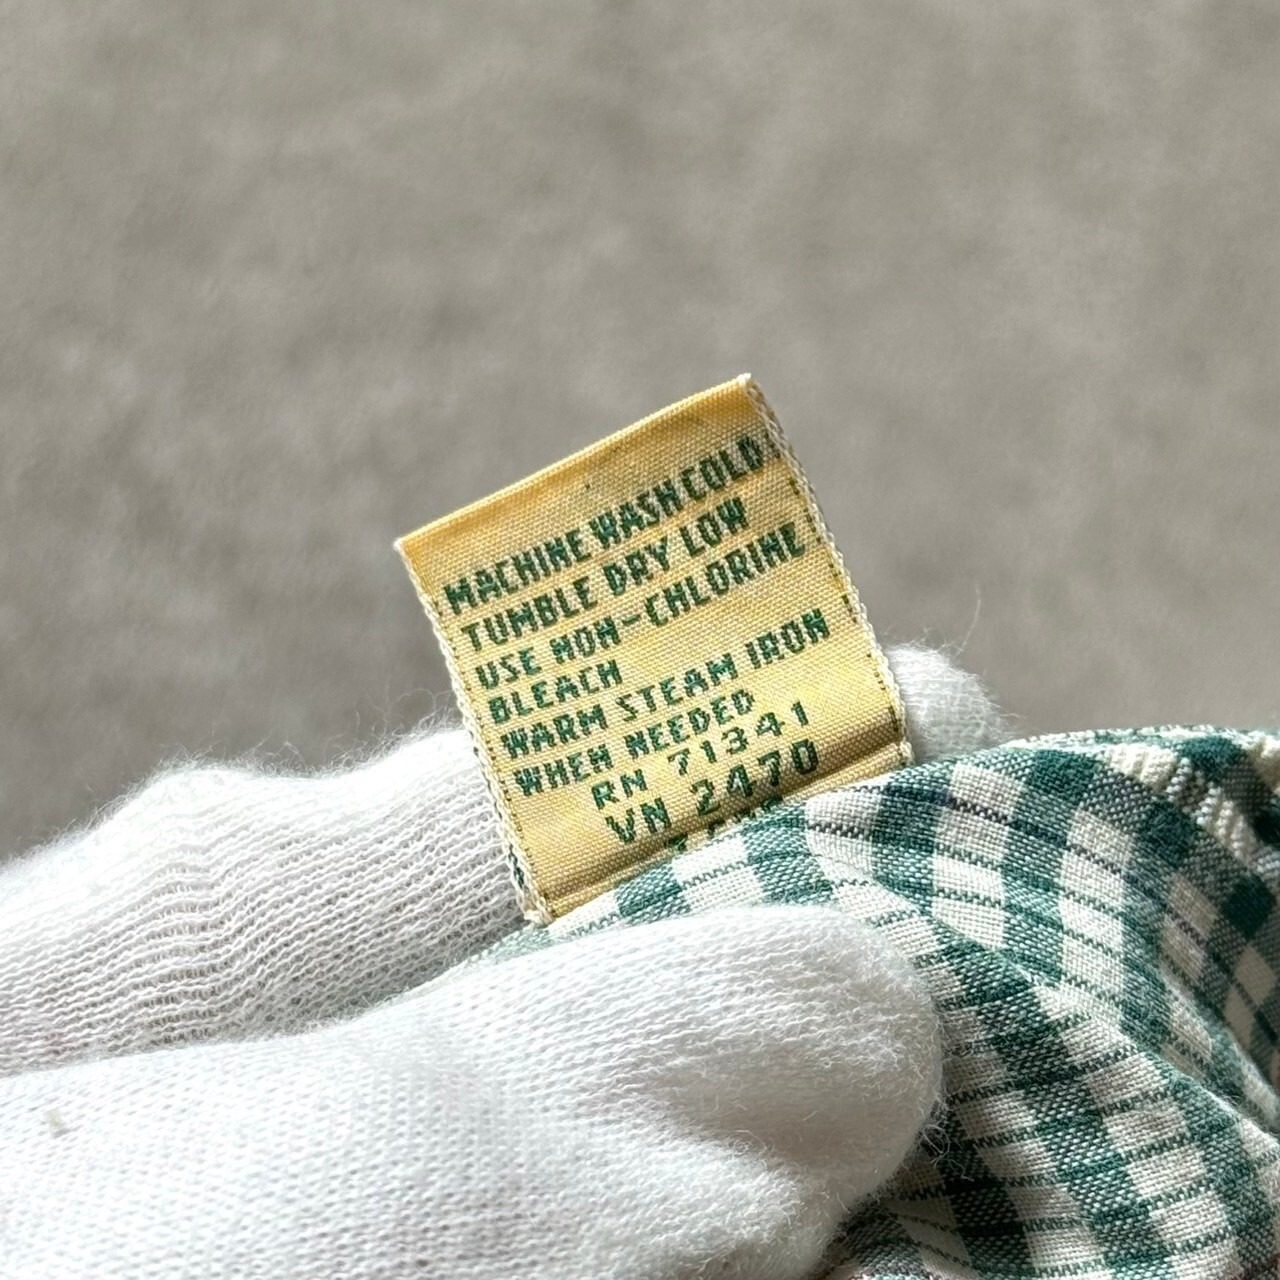 MACHINE WASH COLD
TUMBLE DRY LOW
USE NON-CHLORINE
BLEACH
WARM STEAM IRON
WHEN NEEDED
RN 71341
VN 2470